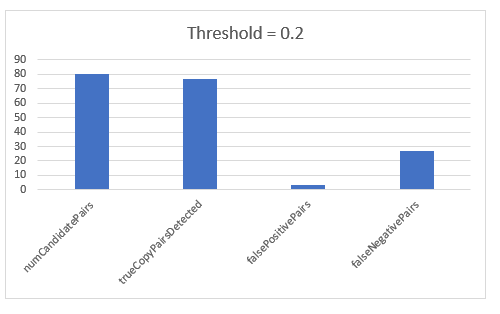 Threshold = 0.2
90
80
70
60
50
40
30
20
10
0
numCandidatePairs
trueCopyPairsDetected
falsePositivePairs
falseNegativePairs